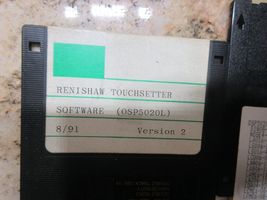 RENISHAW TOUCHSETTER
SOFTWARE (OSP5020L)
8/91 Version 2